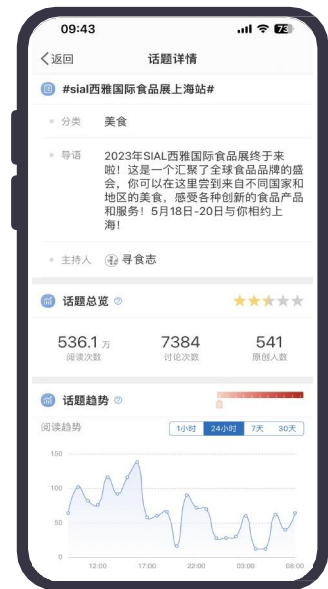 09:43
73
返回
话题详情
#sial西雅国际食品展上海站#
分类 美食
导语 2023年SIAL西雅国际食品展终于来
啦！这是一个汇聚了全球食品品牌的盛
会，你可以在这里尝到来自不同国家和
地区的美食，感受各种创新的食品产品
和服务！5月18日-20日与你相约上
海！
主持人 寻食志
话题总览
536.1 万 7384 541
阅读次数 讨论次数 原创人数
话题趋势
阅读趋势 1小时 24小时 7天 30天
150
100
50
0
12:00 17:00 22:00 03:00 08:00